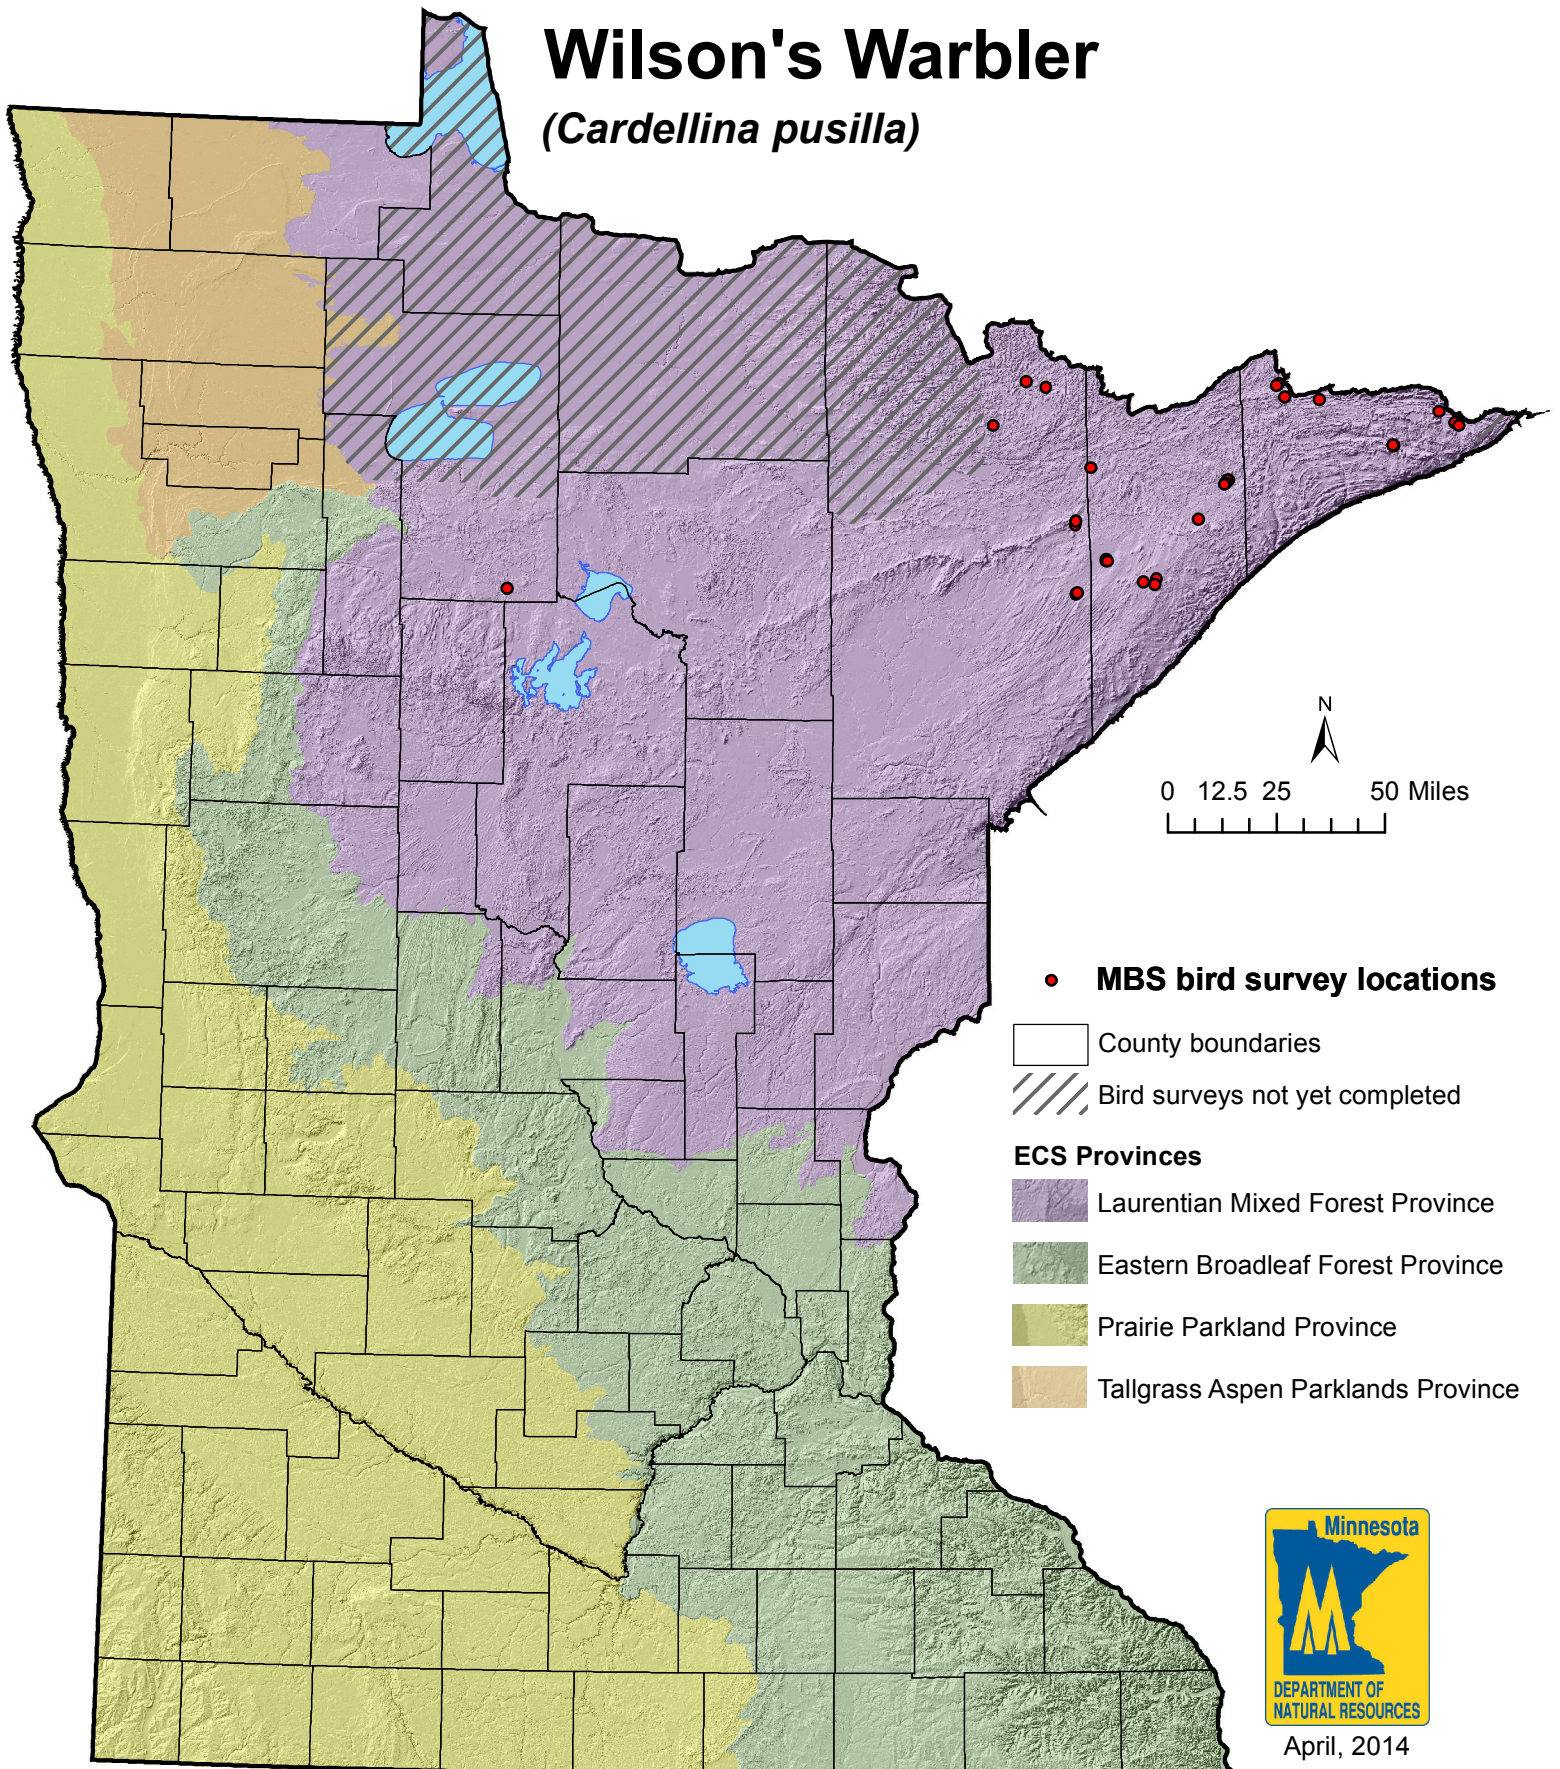 Wilson's Warbler
(Cardellina pusilla)
N
0 12.5 25 50 Miles
MBS bird survey locations
County boundaries
Bird surveys not yet completed
ECS Provinces
Laurentian Mixed Forest Province
Eastern Broadleaf Forest Province
Prairie Parkland Province
Tallgrass Aspen Parklands Province
Minnesota
DEPARTMENT OF
NATURAL RESOURCES
April, 2014